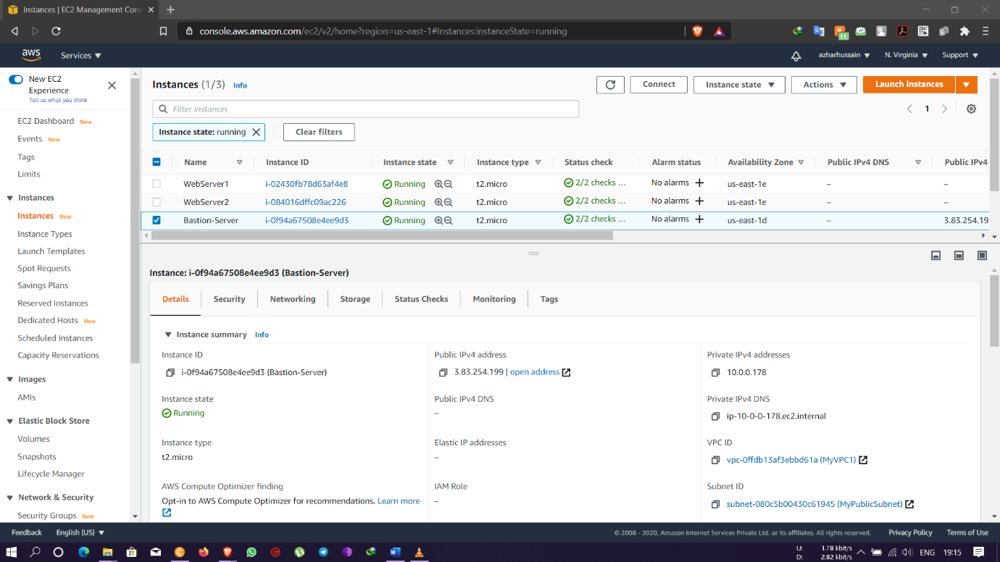 Instances | EC2 Management Cons
console.aws.amazon.com/ec2/v2/home?region=us-east-1#Instances:instanceState=running
11
aws Services azharhussain N. Virginia Support
New EC2 Experience
Tell us what you think
EC2 Dashboard New
Events New
Tags
Limits
Instances
Instances New
Instance Types
Launch Templates
Spot Requests
Savings Plans
Reserved Instances
Dedicated Hosts New
Scheduled Instances
Capacity Reservations
Images
AMIs
Elastic Block Store
Volumes
Snapshots
Lifecycle Manager
Network & Security
Security Groups New
Instances (1/3) Info
Connect Instance state Actions Launch instances
Filter instances
1
Instance state: running Clear filters
Name Instance ID Instance state Instance type Status check Alarm status Availability Zone Public IPv4 DNS Public IPv4
WebServer1 i-02430fb78d63af4e8 Running t2.micro 2/2 checks ... No alarms + us-east-1e – –
WebServer2 i-084016dffc09ac226 Running t2.micro 2/2 checks ... No alarms + us-east-1e – –
Bastion-Server i-0f94a67508e4ee9d3 Running t2.micro 2/2 checks ... No alarms + us-east-1d – 3.83.254.19
Instance: i-0f94a67508e4ee9d3 (Bastion-Server)
Details Security Networking Storage Status Checks Monitoring Tags
Instance summary Info
Instance ID
i-0f94a67508e4ee9d3 (Bastion-Server)
Public IPv4 address
3.83.254.199 | open address
Private IPv4 addresses
10.0.0.178
Instance state
Running
Public IPv4 DNS
–
Private IPv4 DNS
ip-10-0-0-178.ec2.internal
Instance type
t2.micro
Elastic IP addresses
–
VPC ID
vpc-0ffdb13af3ebbd61a (MyVPC1)
AWS Compute Optimizer finding
Opt-in to AWS Compute Optimizer for recommendations. Learn more
IAM Role
–
Subnet ID
subnet-080c5b00430c61945 (MyPublicSubnet)
Feedback English (US) © 2008 - 2020, Amazon Internet Services Private Ltd. or its affiliates. All rights reserved. Privacy Policy Terms of Use
U: 1.78 kbit/s
D: 2.82 kbit/s
ENG 19:15